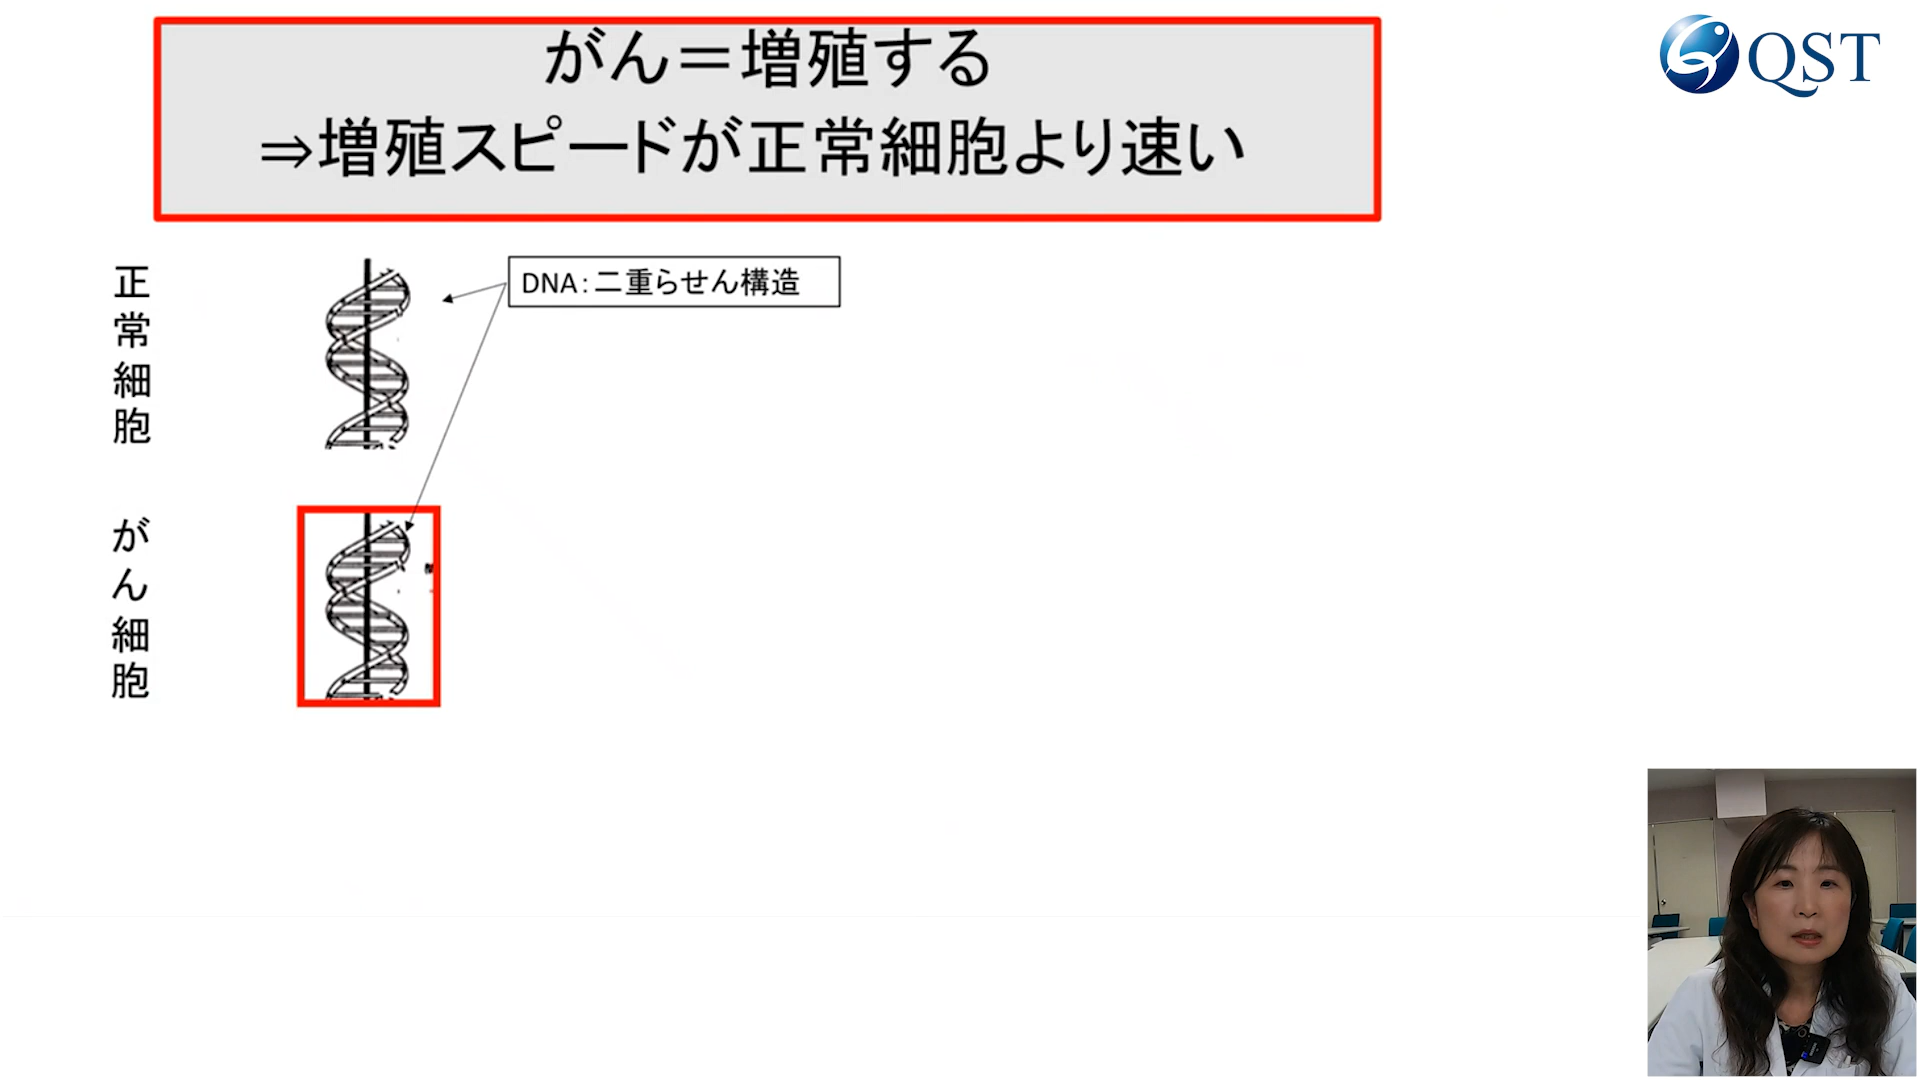 がん＝増殖する
⇒増殖スピードが正常細胞より速い
QST
正常細胞
DNA：二重らせん構造
がん細胞